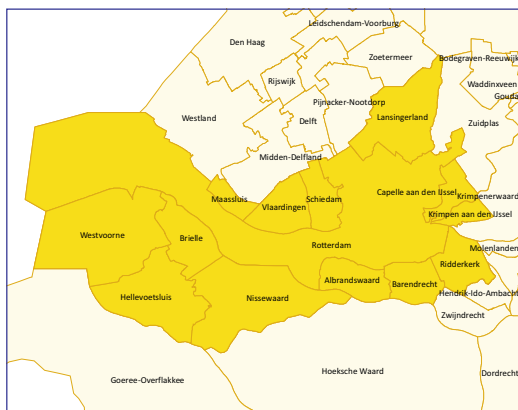 Leidschendam-Voorburg
Den Haag
Zoetermeer
Bodegraven-Reeuwijk
Rijswijk
Waddinxveen
Gouda
Pijnacker-Nootdorp
Westland
Delft
Lansingerland
Zuidplas
Midden-Delfland
Maassluis
Vlaardingen
Schiedam
Capelle aan den IJssel
Krimpenerwaard
Krimpen aan den IJssel
Westvoorne
Brielle
Rotterdam
Molenlanden
Ridderkerk
Hellevoetsluis
Nissewaard
Albrandswaard
Barendrecht
Hendrik-Ido-Ambacht
Zwijndrecht
Goeree-Overflakkee
Hoeksche Waard
Dordrecht